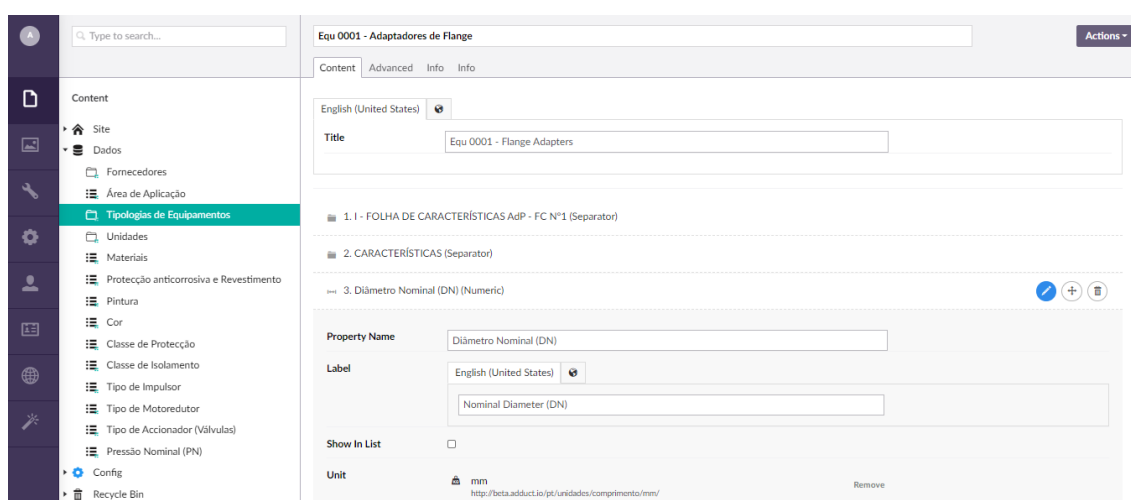 A
Type to search...
Equ 0001 - Adaptadores de Flange
Actions
Content Advanced Info Info
Content
Site
Dados
Fornecedores
Área de Aplicação
Tipologias de Equipamentos
Unidades
Materiais
Protecção anticorrosiva e Revestimento
Pintura
Cor
Classe de Protecção
Classe de Isolamento
Tipo de Impulsor
Tipo de Motoredutor
Tipo de Accionador (Válvulas)
Pressão Nominal (PN)
Config
Recycle Bin
English (United States)
Title
Equ 0001 - Flange Adapters
1. I - FOLHA DE CARACTERÍSTICAS AdP - FC Nº1 (Separator)
2. CARACTERÍSTICAS (Separator)
3. Diâmetro Nominal (DN) (Numeric)
Property Name
Diâmetro Nominal (DN)
Label
English (United States)
Nominal Diameter (DN)
Show In List
Unit
mm
http://beta.adduct.io/pt/unidades/comprimento/mm/
Remove